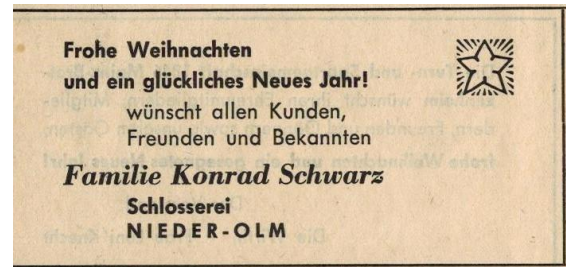 Frohe Weihnachten
und ein glückliches Neues Jahr!
wünscht allen Kunden,
Freunden und Bekannten
Familie Konrad Schwarz
Schlosserei
NIEDER-OLM